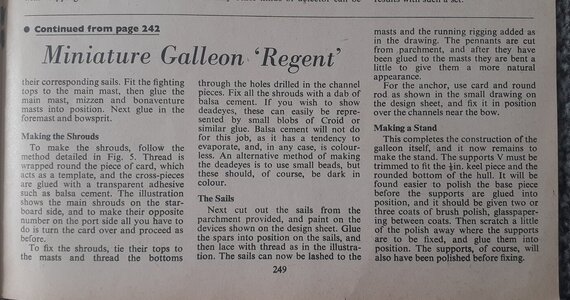 results with such a set.
● Continued from page 242
Miniature Galleon ‘Regent’
their corresponding sails. Fit the fighting
tops to the main mast, then glue the
main mast, mizzen and bonaventure
masts into position. Next glue in the
foremast and bowsprit.
Making the Shrouds
To make the shrouds, follow the
method detailed in Fig. 5. Thread is
wrapped round the piece of card, which
acts as a template, and the cross-pieces
are glued with a transparent adhesive
such as balsa cement. The illustration
shows the main shrouds on the star-
board side, and to make their opposite
number on the port side all you have to
do is turn the card over and proceed as
before.
To fix the shrouds, tie their tops to
the masts and thread the bottoms
through the holes drilled in the channel
pieces. Fix all the shrouds with a dab of
balsa cement. If you wish to show
deadeyes, these can easily be repre-
sented by small blobs of Croid or
similar glue. Balsa cement will not do
for this job, as it has a tendency to
evaporate, and, in any case, is colour-
less. An alternative method of making
the deadeyes is to use small beads, but
these should, of course, be dark in
colour.
The Sails
Next cut out the sails from the
parchment provided, and paint on the
devices shown on the design sheet. Glue
the spars into position on the sails, and
then lace with thread as in the illustra-
tion. The sails can now be lashed to the
masts and the running rigging added as
in the drawing. The pennants are cut
from parchment, and after they have
been glued to the masts they are bent a
little to give them a more natural
appearance.
For the anchor, use card and round
rod as shown in the small drawing on
the design sheet, and fix it in position
over the channels near the bow.
Making a Stand
This completes the construction of the
galleon itself, and it now remains to
make the stand. The supports V must be
trimmed to fit the ⅛in. keel piece and the
rounded bottom of the hull. It will be
found easier to polish the base piece
before the supports are glued into
position, and it should be given two or
three coats of brush polish, glasspaper-
ing between coats. Then scratch a little
of the polish away where the supports
are to be fixed, and glue them into
position. The supports, of course, will
also have been polished before fixing.
249